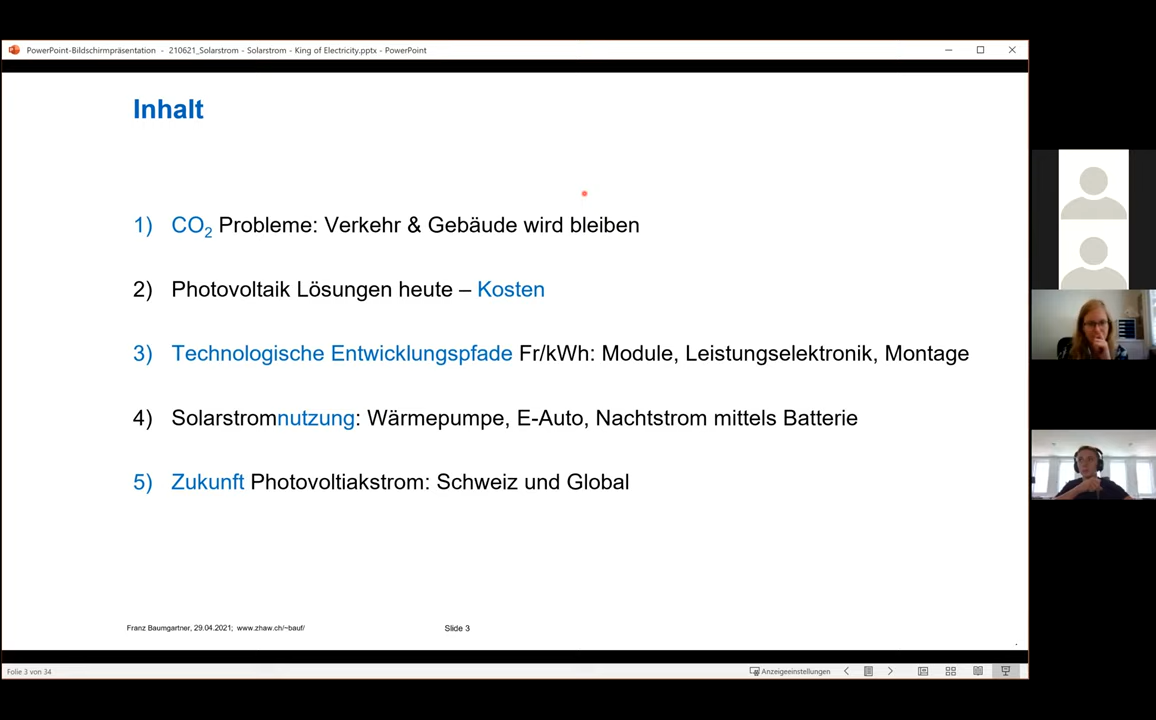 PowerPoint-Bildschirmpräsentation - 210621_Solarstrom - Solarstrom - King of Electricity.pptx - PowerPoint
Inhalt
1) CO2 Probleme: Verkehr & Gebäude wird bleiben
2) Photovoltaik Lösungen heute – Kosten
3) Technologische Entwicklungspfade Fr/kWh: Module, Leistungselektronik, Montage
4) Solarstromnutzung: Wärmepumpe, E-Auto, Nachtstrom mittels Batterie
5) Zukunft Photovoltiakstrom: Schweiz und Global
Franz Baumgartner, 29.04.2021; www.zhaw.ch/~bauf/
Slide 3
Folie 3 von 34
Anzeigeeinstellungen